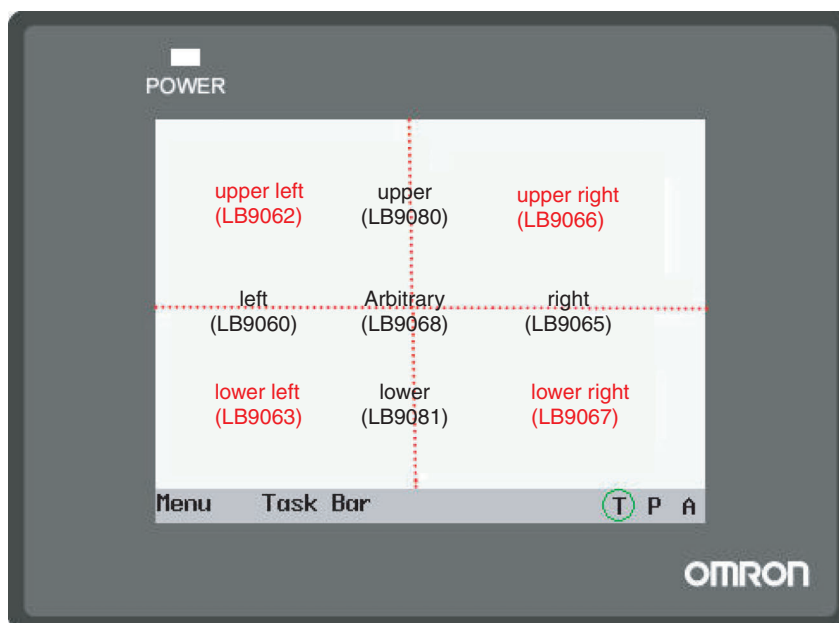 POWER
upper left upper upper right
(LB9062) (LB9080) (LB9066)
left Arbitrary right
(LB9060) (LB9068) (LB9065)
lower left lower lower right
(LB9063) (LB9081) (LB9067)
Menu Task Bar T P A
OMRON